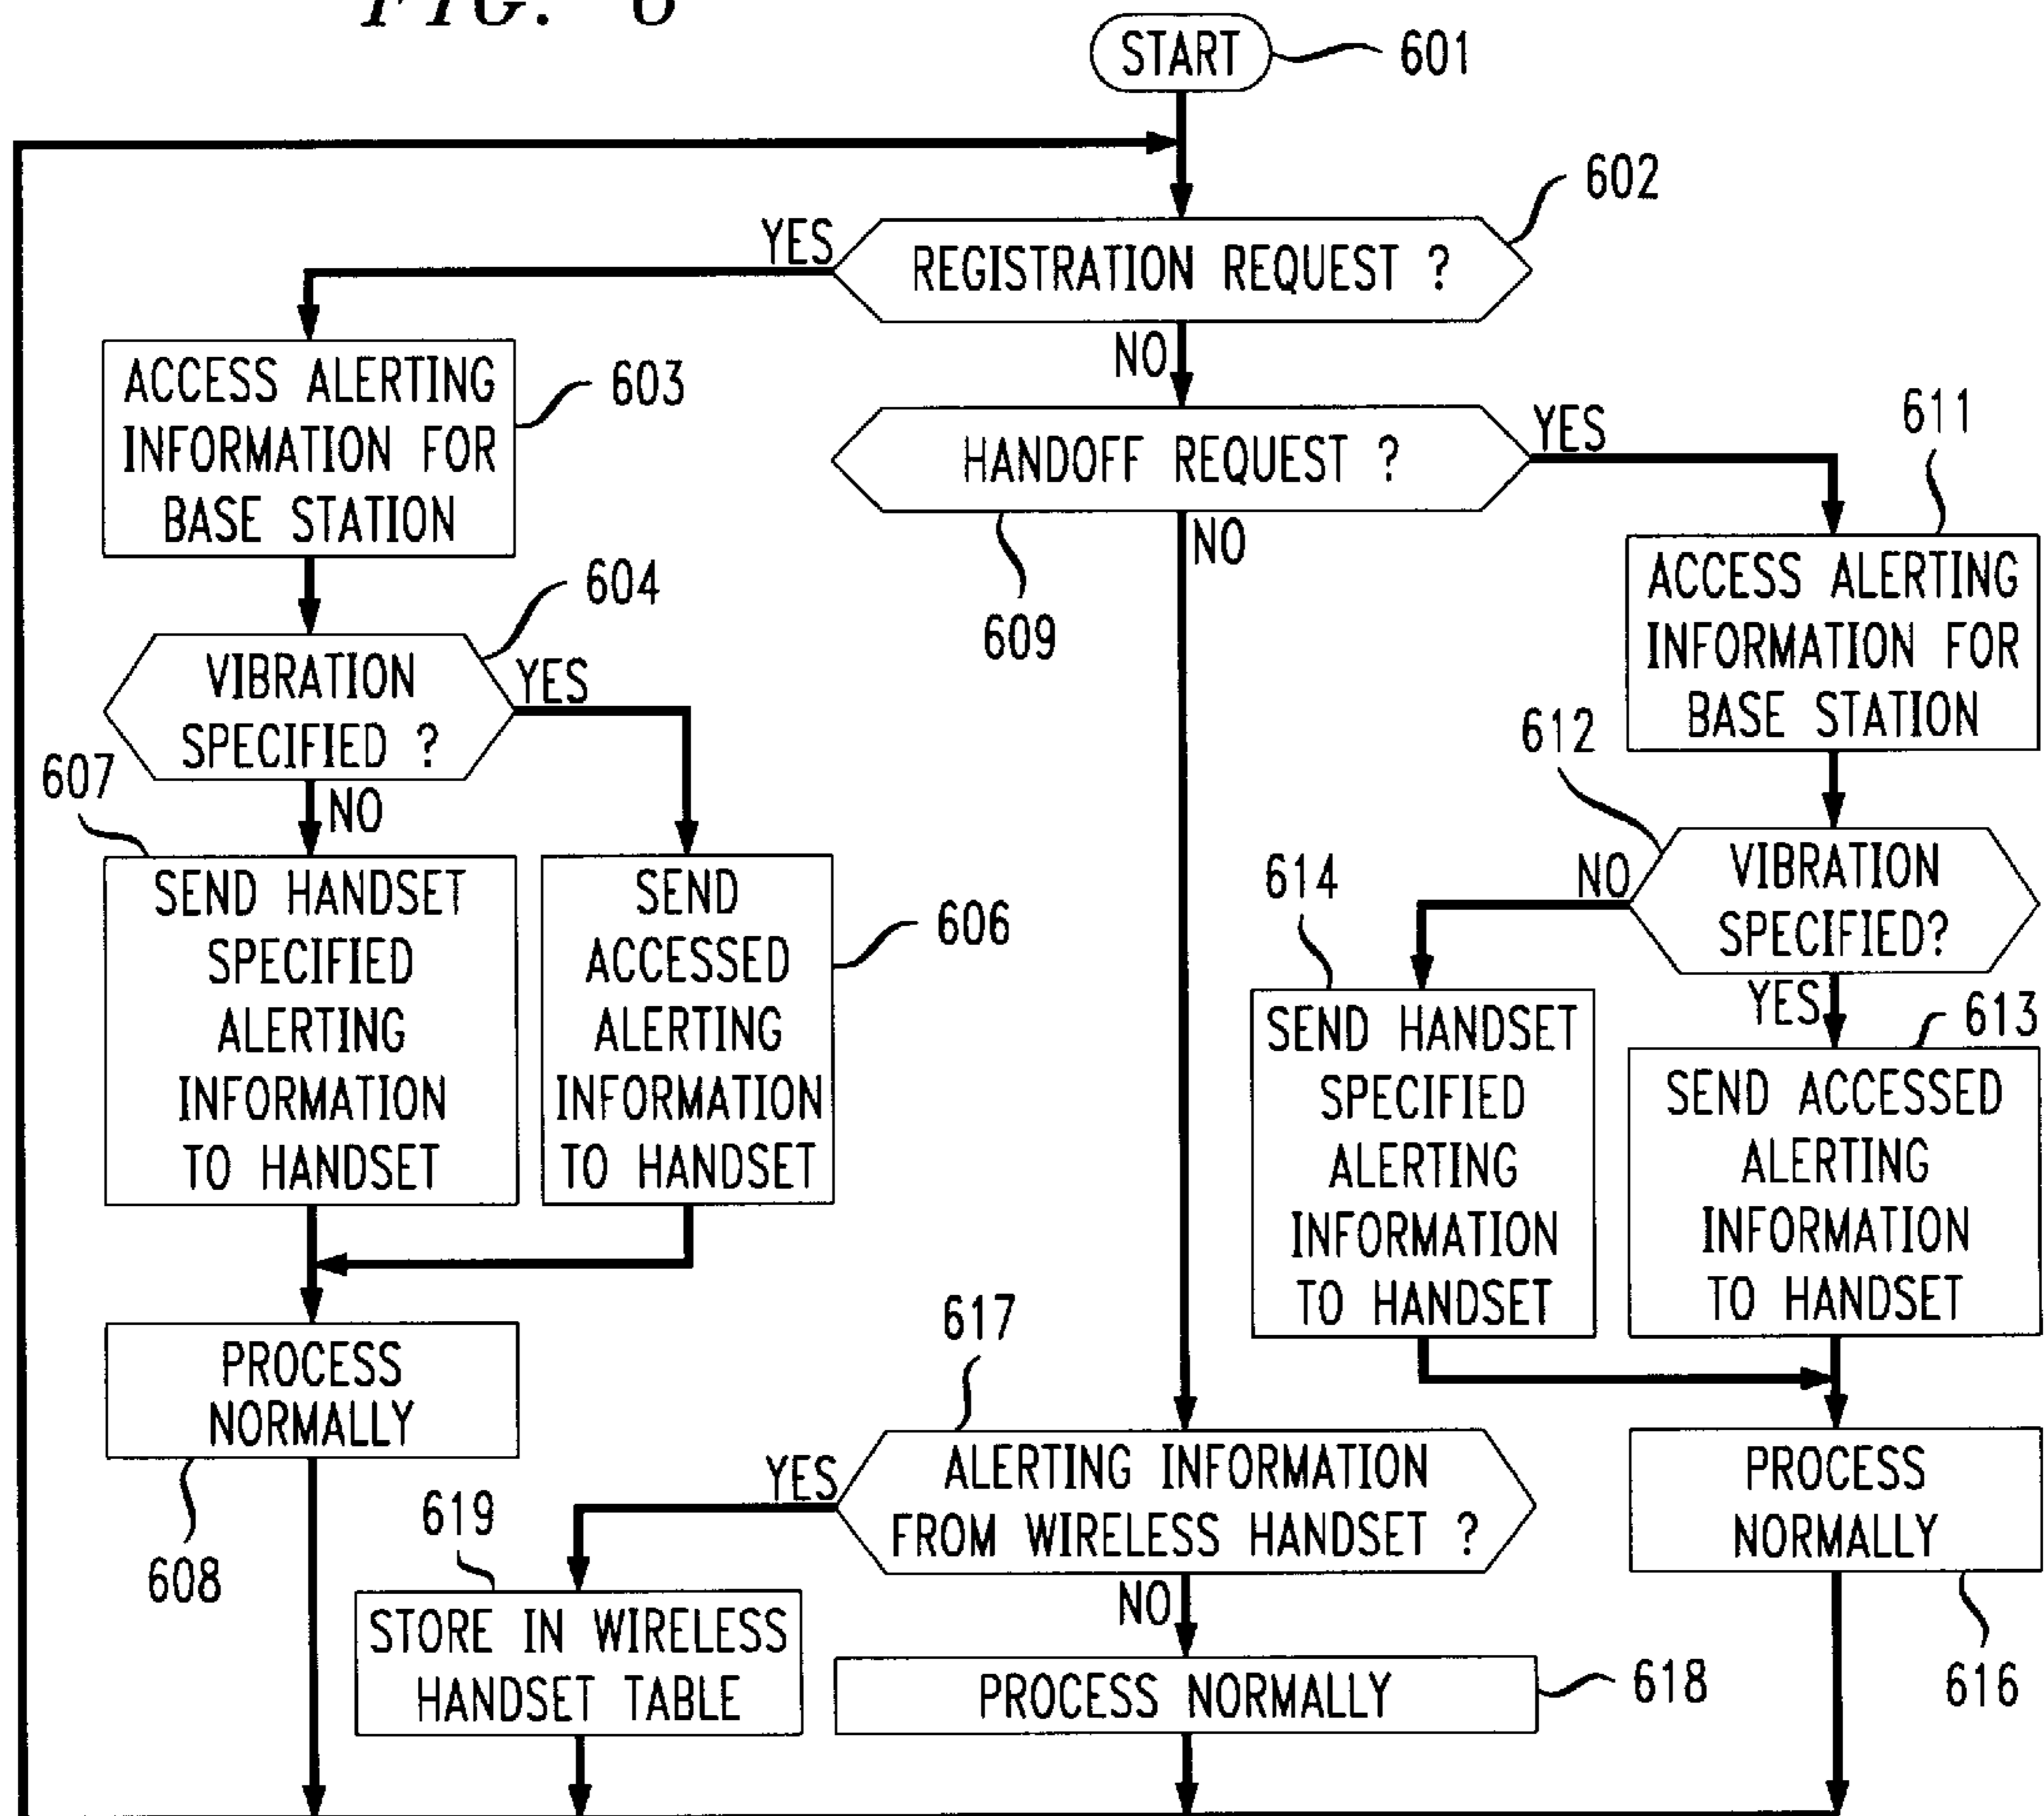 FIG. 6
START
601
602
YES
REGISTRATION REQUEST ?
NO
ACCESS ALERTING
INFORMATION FOR
BASE STATION
603
HANDOFF REQUEST ?
YES
609
NO
611
ACCESS ALERTING
INFORMATION FOR
BASE STATION
604
VIBRATION
SPECIFIED ?
YES
607
NO
612
VIBRATION
SPECIFIED?
NO
YES
SEND HANDSET
SPECIFIED
ALERTING
INFORMATION
TO HANDSET
SEND
ACCESSED
ALERTING
INFORMATION
TO HANDSET
606
614
SEND HANDSET
SPECIFIED
ALERTING
INFORMATION
TO HANDSET
613
SEND ACCESSED
ALERTING
INFORMATION
TO HANDSET
PROCESS
NORMALLY
608
617
ALERTING INFORMATION
FROM WIRELESS HANDSET ?
YES
NO
619
STORE IN WIRELESS
HANDSET TABLE
PROCESS NORMALLY
618
PROCESS
NORMALLY
616